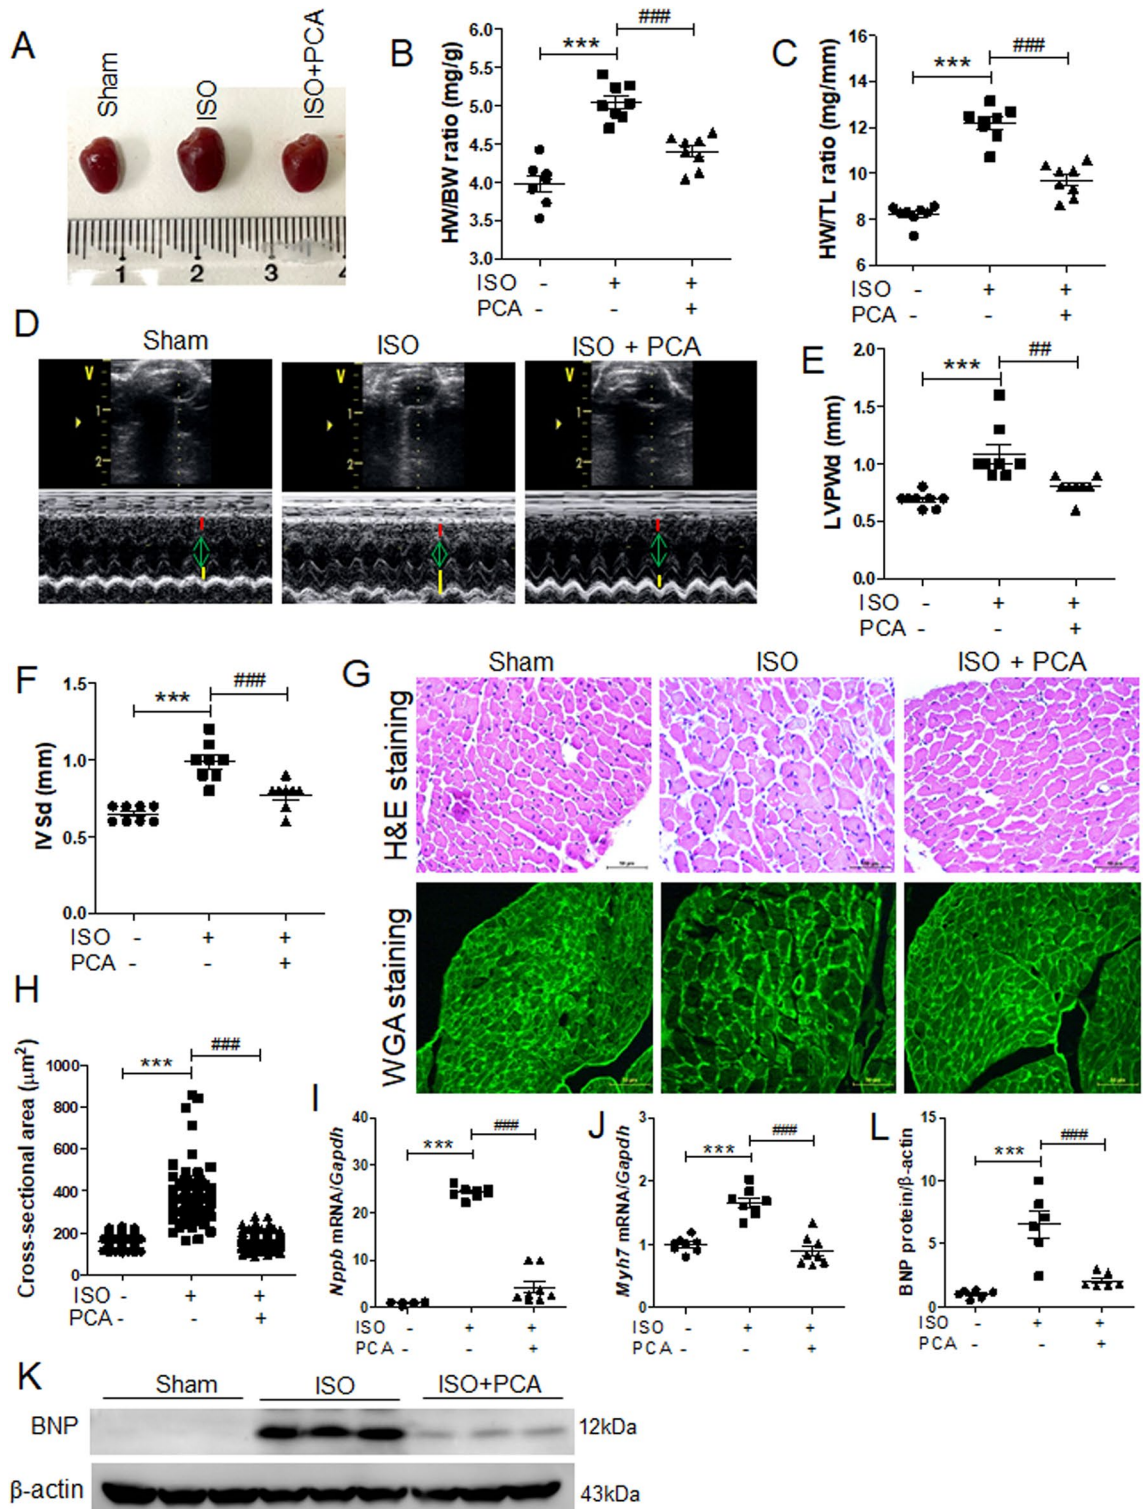 A
Sham
ISO
ISO+PCA
1 2 3 4
B
HW/BW ratio (mg/g)
6.0
5.5
5.0
4.5
4.0
3.5
3.0
***
###
ISO - + +
PCA - - +
C
HW/TL ratio (mg/mm)
16
14
12
10
8
6
***
###
ISO - + +
PCA - - +
D
Sham
ISO
ISO + PCA
V
1
2
V
1
2
V
1
2
E
LVPWd (mm)
2.0
1.5
1.0
0.5
0.0
***
##
ISO - + +
PCA - - +
F
IVSd (mm)
1.5
1.0
0.5
0.0
***
###
ISO - + +
PCA - - +
G
Sham
ISO
ISO + PCA
H&E staining
WGA staining
H
Cross-sectional area (μm²)
1000
800
600
400
200
0
***
###
ISO - + +
PCA - - +
I
Nppb mRNA/Gapdh
40
30
20
10
0
***
###
ISO - + +
PCA - - +
J
Myh7 mRNA/Gapdh
3
2
1
0
***
###
ISO - + +
PCA - - +
L
BNP protein/β-actin
15
10
5
0
***
###
ISO - + +
PCA - - +
K
Sham
ISO
ISO+PCA
BNP
12kDa
β-actin
43kDa